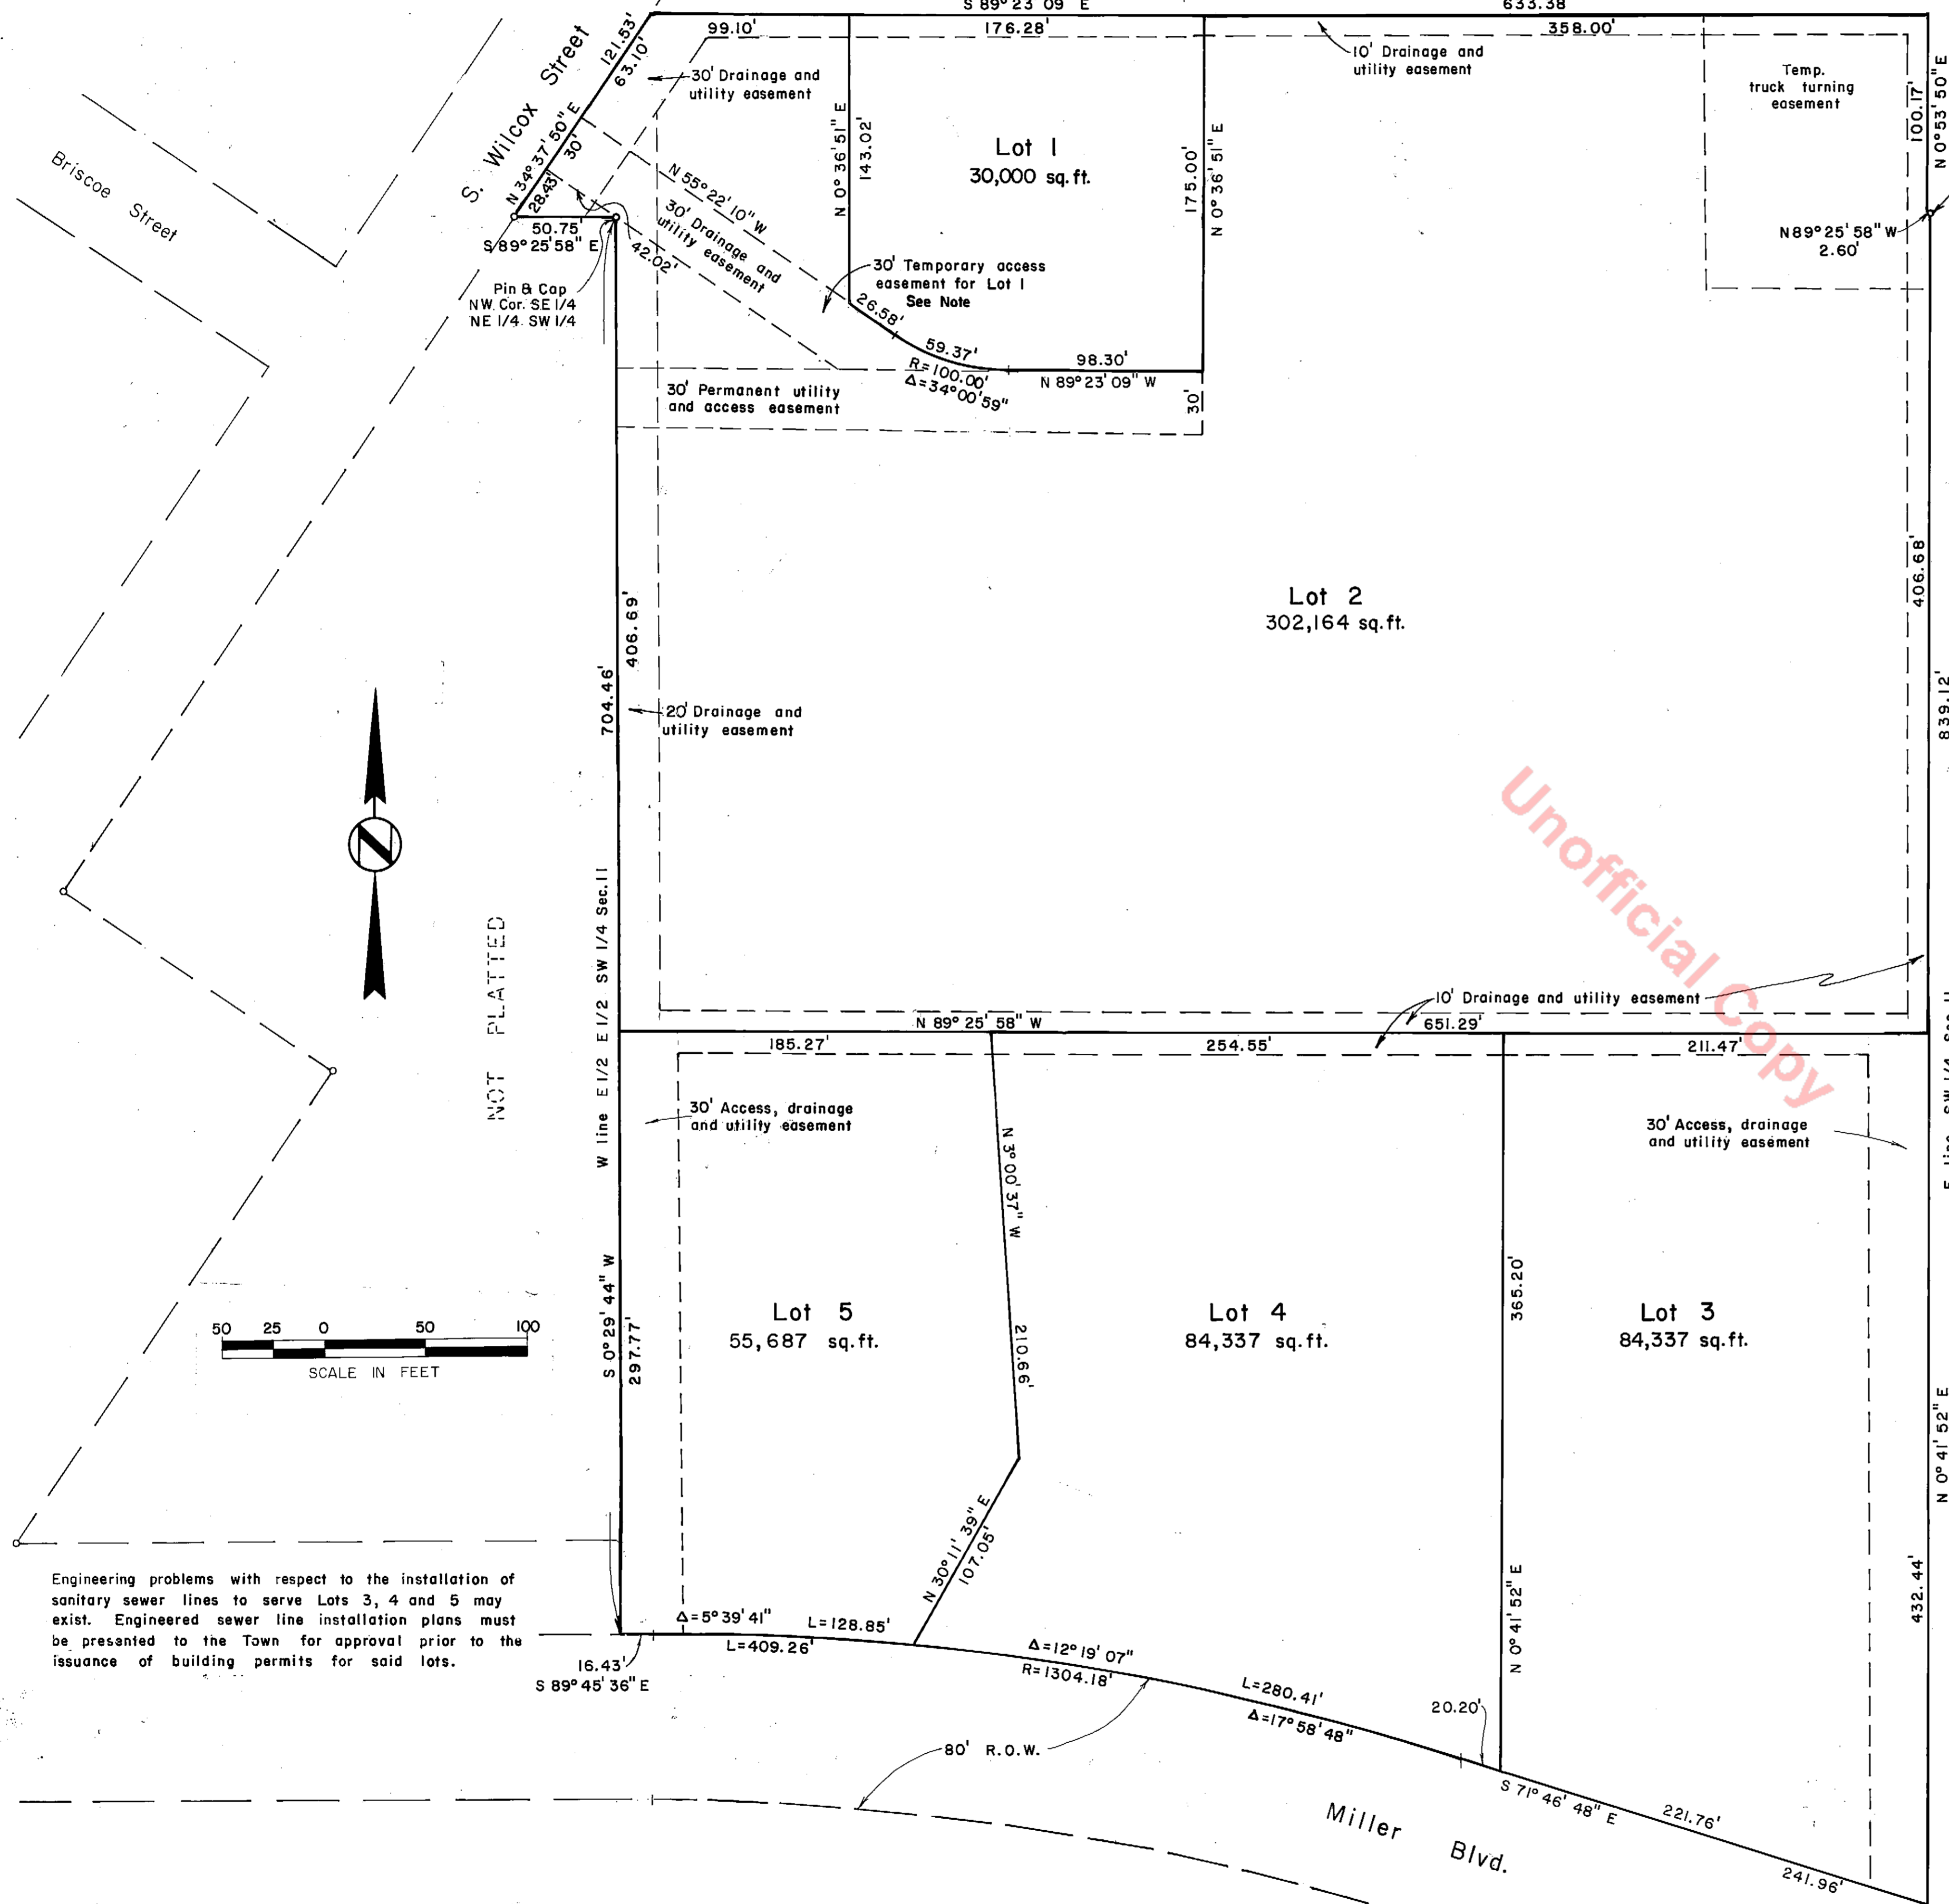 S 89° 23' 09" E
633.38'
99.10'
176.28'
358.00'
S. Wilcox Street
121.53'
63.10'
N 34° 37' 50" E
30'
28.43'
30' Drainage and
utility easement
10' Drainage and
utility easement
Temp.
truck turning
easement
100.17'
N 0° 53' 50" E
Briscoe Street
N 0° 36' 51" E
143.02'
Lot 1
30,000 sq.ft.
175.00'
N 0° 36' 51" E
N 55° 22' 10" W
30' Drainage and
utility easement
50.75'
S 89° 25' 58" E
42.02'
N 89° 25' 58" W
2.60'
Pin & Cap
NW. Cor. SE 1/4
NE 1/4 SW 1/4
30' Temporary access
easement for Lot 1
See Note
26.58'
59.37'
R=100.00'
Δ=34°00'59"
98.30'
N 89° 23' 09" W
30'
30' Permanent utility
and access easement
Lot 2
302,164 sq.ft.
406.69'
704.46'
406.68'
839.12'
20' Drainage and
utility easement
Unofficial Copy
W line E 1/2 E 1/2 SW 1/4 Sec. 11
NOT PLATTED
N
10' Drainage and utility easement
N 89° 25' 58" W
651.29'
185.27'
254.55'
211.47'
30' Access, drainage
and utility easement
30' Access, drainage
and utility easement
N 3° 00' 37" W
210.66'
S 0° 29' 44" W
297.77'
365.20'
Lot 5
55,687 sq.ft.
Lot 4
84,337 sq.ft.
Lot 3
84,337 sq.ft.
50 25 0 50 100
SCALE IN FEET
N 0° 41' 52" E
432.44'
N 30° 11' 39" E
107.05'
N 0° 41' 52" E
Engineering problems with respect to the installation of
sanitary sewer lines to serve Lots 3, 4 and 5 may
exist. Engineered sewer line installation plans must
be presented to the Town for approval prior to the
issuance of building permits for said lots.
Δ=5° 39' 41"
L=128.85'
L=409.26'
16.43'
S 89° 45' 36" E
Δ=12° 19' 07"
R=1304.18'
L=280.41'
Δ=17° 58' 48"
20.20'
80' R.O.W.
S 71° 46' 48" E
221.76'
241.96'
Miller Blvd.